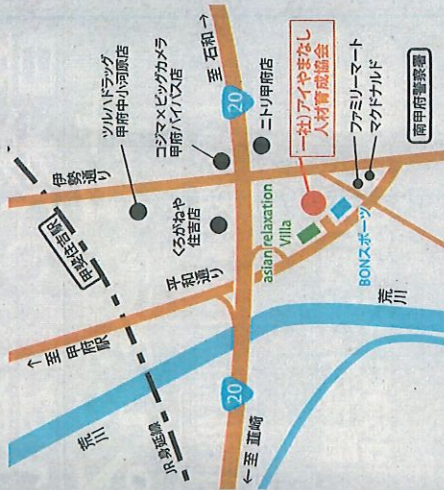 至 石和→
20
ツルハドラッグ
甲府中小河原店
コジマ×ビックカメラ
甲府バイパス店
ニトリ甲府店
一社)アイやまなし
人材育成協会
ファミリーマート
マクドナルド
南甲府警察署
伊勢
通り
甲斐住吉駅
くろがねや
住吉店
asian relaxation
villa
BONスポーツ
平和
通り
←至 甲府駅
荒川
荒川
JR身延線
20
←至 韮崎